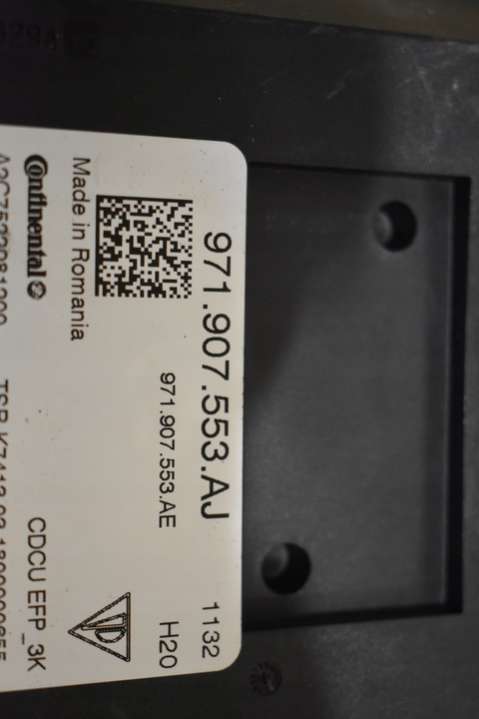 971.907.553.AJ 1132
971.907.553.AE H20
Made in Romania
Continental CDCU EFP_3K